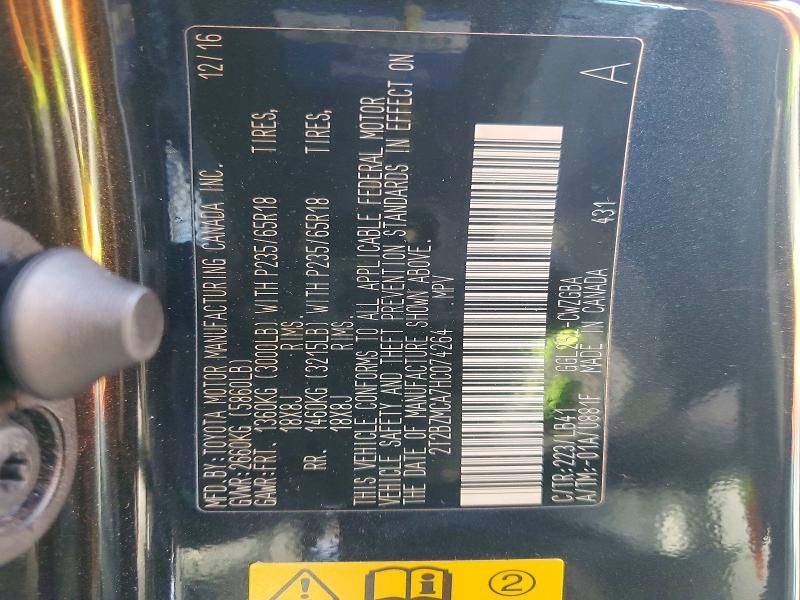 MFD.BY:TOYOTA MOTOR MANUFACTURING CANADA INC. 12/16
GVWR:2660KG (5860LB)
GAWR:FRT. 1360KG (3000LB) WITH P235/65R18 TIRES,
18X8J RIMS.
RR. 1460KG (3215LB) WITH P235/65R18 TIRES,
18X8J RIMS.
THIS VEHICLE CONFORMS TO ALL APPLICABLE FEDERAL MOTOR
VEHICLE SAFETY AND THEFT PREVENTION STANDARDS IN EFFECT ON
THE DATE OF MANUFACTURE SHOWN ABOVE.
2T2BZMCA7HC074264 .MPV
C/TR:223/LB41 GGL25L-CWZGBA 431- A
A/TM:-01A/U881F MADE IN CANADA
2